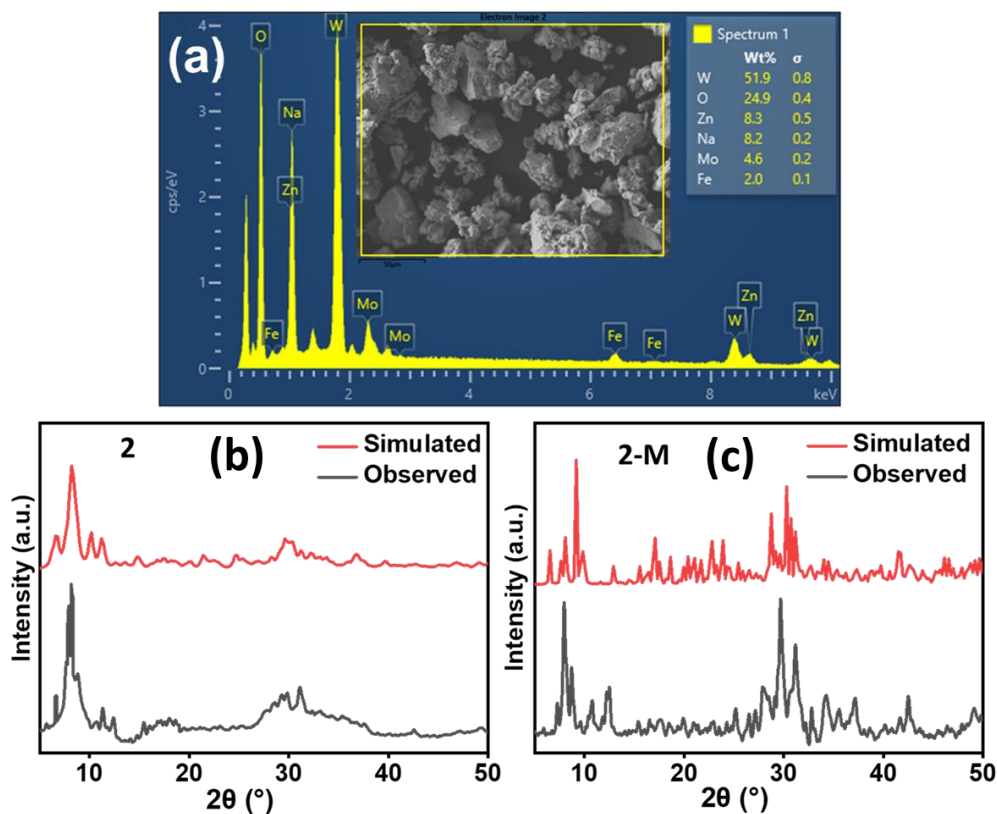 Electron Image 2
(a)
Spectrum 1
Wt% σ
W 51.9 0.8
O 24.9 0.4
Zn 8.3 0.5
Na 8.2 0.2
Mo 4.6 0.2
Fe 2.0 0.1
cps/eV
4
3
2
1
0
O
W
Na
Zn
Fe
Mo
Mo
Fe
Fe
W
Zn
Zn
W
50µm
0 2 4 6 8 keV
2 (b)
Simulated
Observed
Intensity (a.u.)
10 20 30 40 50
2θ (°)
2-M (c)
Simulated
Observed
Intensity (a.u.)
10 20 30 40 50
2θ (°)